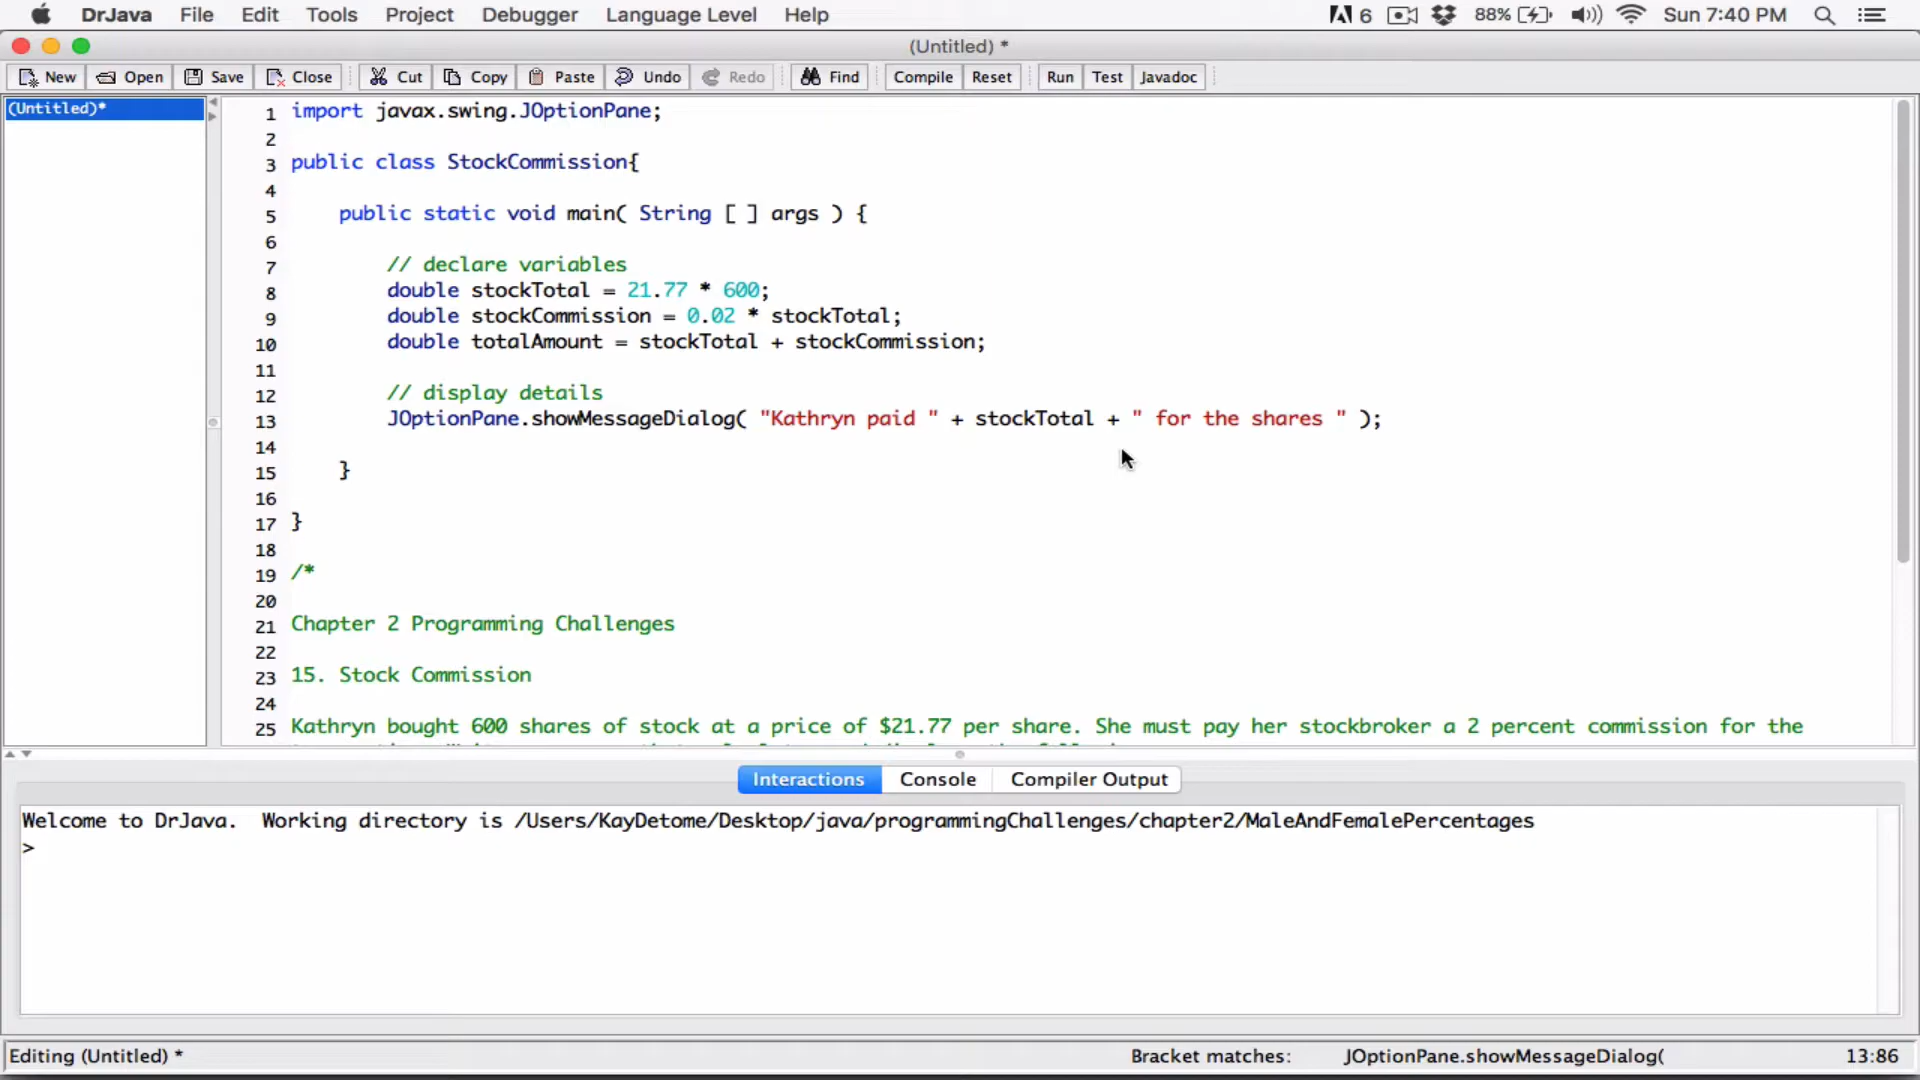 DrJava File Edit Tools Project Debugger Language Level Help 6 88% Sun 7:40 PM
(Untitled) *
New Open Save Close Cut Copy Paste Undo Redo Find Compile Reset Run Test Javadoc
(Untitled)*
1 import javax.swing.JOptionPane;
2
3 public class StockCommission{
4
5 public static void main( String [ ] args ) {
6
7 // declare variables
8 double stockTotal = 21.77 * 600;
9 double stockCommission = 0.02 * stockTotal;
10 double totalAmount = stockTotal + stockCommission;
11
12 // display details
13 JOptionPane.showMessageDialog( "Kathryn paid " + stockTotal + " for the shares " );
14
15 }
16
17 }
18
19 /*
20
21 Chapter 2 Programming Challenges
22
23 15. Stock Commission
24
25 Kathryn bought 600 shares of stock at a price of $21.77 per share. She must pay her stockbroker a 2 percent commission for the
Interactions Console Compiler Output
Welcome to DrJava.  Working directory is /Users/KayDetome/Desktop/java/programmingChallenges/chapter2/MaleAndFemalePercentages
>
Editing (Untitled) * Bracket matches: JOptionPane.showMessageDialog( 13:86